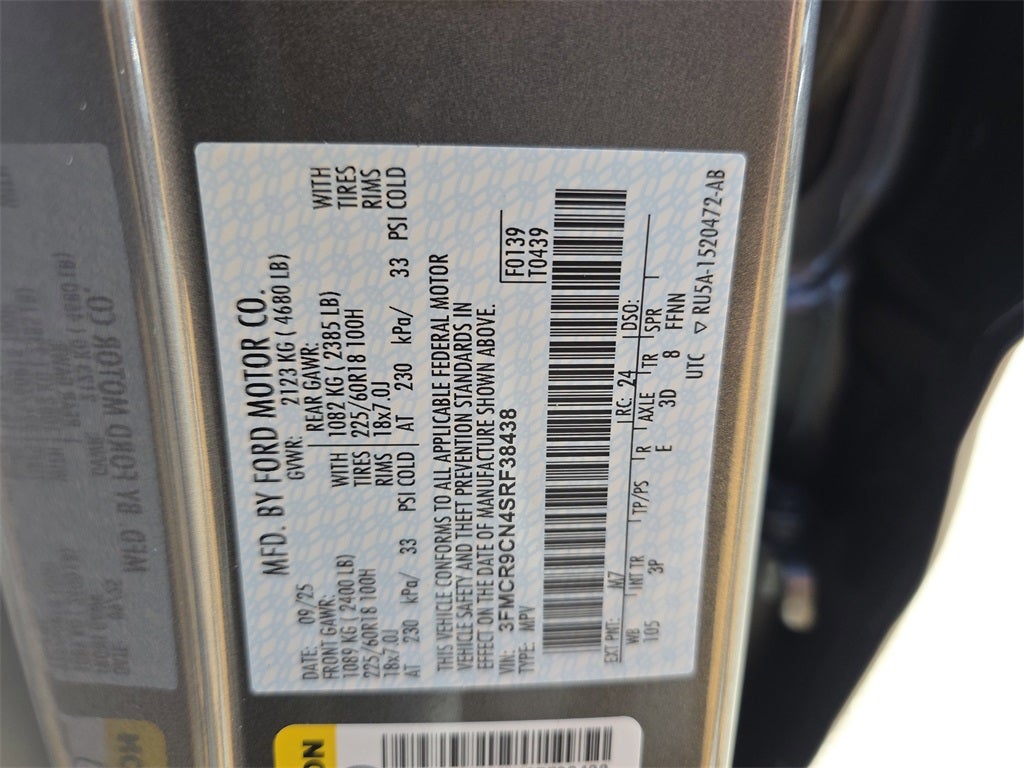 MFD. BY FORD MOTOR CO.
DATE: 09/25 GVWR: 2123 KG ( 4680 LB)
FRONT GAWR: REAR GAWR: WITH
1089 KG ( 2400 LB) WITH 1082 KG ( 2385 LB) TIRES
225/60R18 100H TIRES 225/60R18 100H RIMS
18x7.0J RIMS 18x7.0J
AT 230 kPa/ 33 PSI COLD AT 230 kPa/ 33 PSI COLD
THIS VEHICLE CONFORMS TO ALL APPLICABLE FEDERAL MOTOR
VEHICLE SAFETY AND THEFT PREVENTION STANDARDS IN
EFFECT ON THE DATE OF MANUFACTURE SHOWN ABOVE.
VIN: 3FMCR9CN4SRF38438 F0139
TYPE: MPV T0439
EXT PNT: M7 RC: 24 DSO:
WB INT TR TP/PS R AXLE TR SPR
105 3P E 3D 8 FFNN
UTC ▽ RU5A-1520472-AB